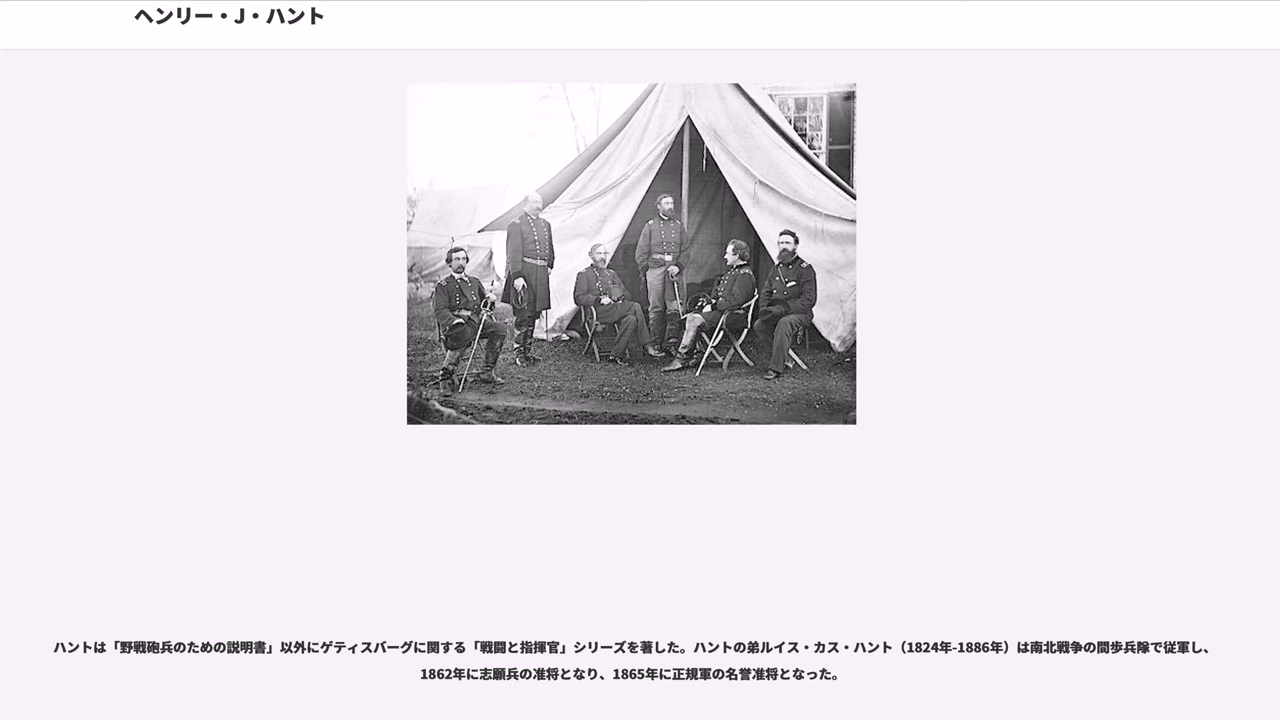 ヘンリー・J・ハント
ハントは「野戦砲兵のための説明書」以外にゲティスバーグに関する「戦闘と指揮官」シリーズを著した。ハントの弟ルイス・カス・ハント（1824年-1886年）は南北戦争の間歩兵隊で従軍し、
1862年に志願兵の准将となり、1865年に正規軍の名誉准将となった。